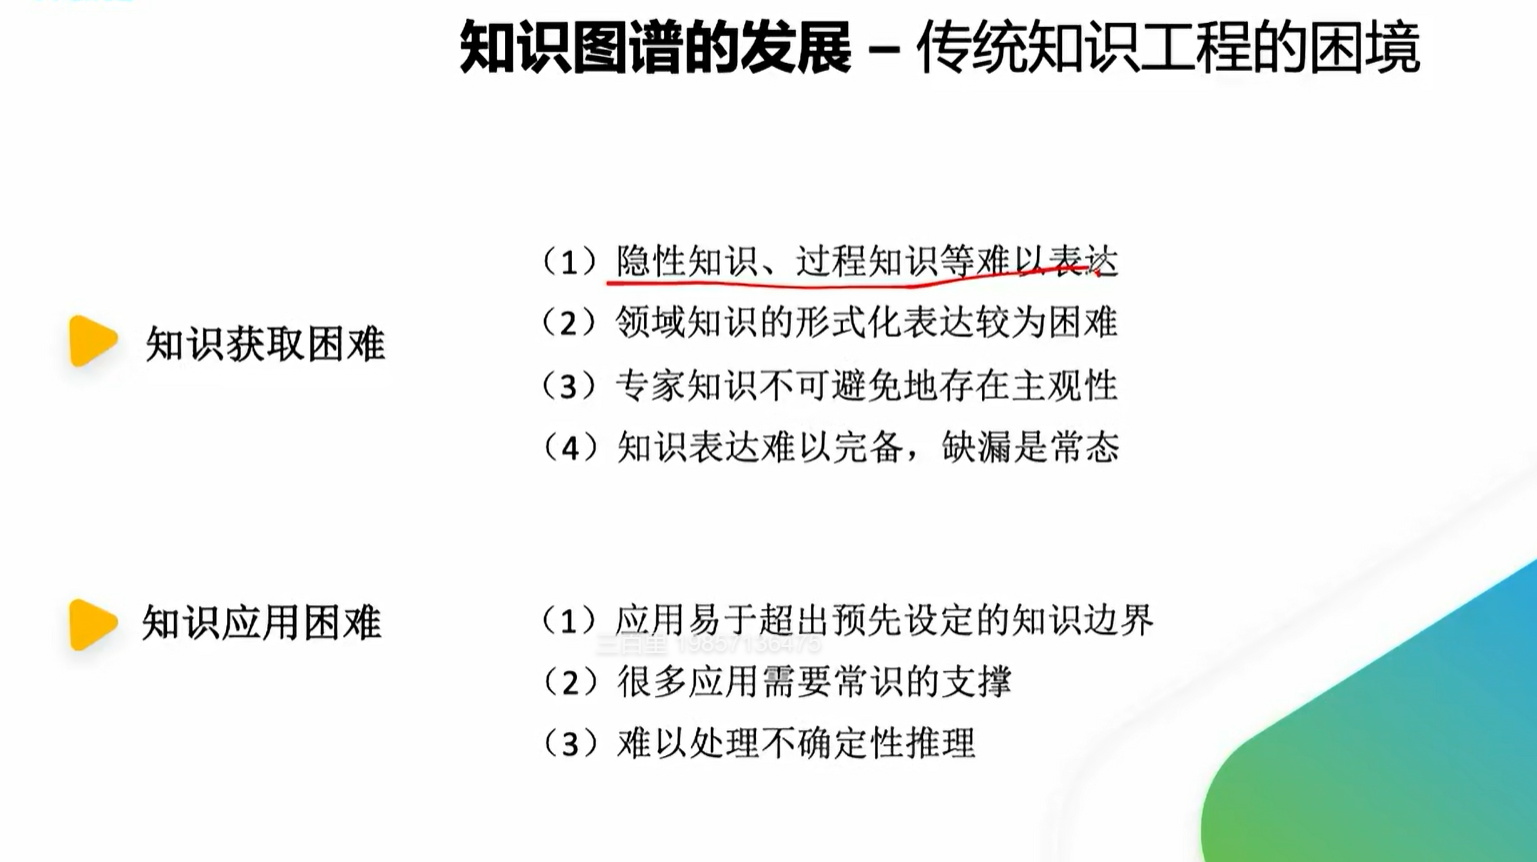 知识图谱的发展 – 传统知识工程的困境
知识获取困难
（1）隐性知识、过程知识等难以表达
（2）领域知识的形式化表达较为困难
（3）专家知识不可避免地存在主观性
（4）知识表达难以完备，缺漏是常态
知识应用困难
（1）应用易于超出预先设定的知识边界
三百里 19857136475
（2）很多应用需要常识的支撑
（3）难以处理不确定性推理